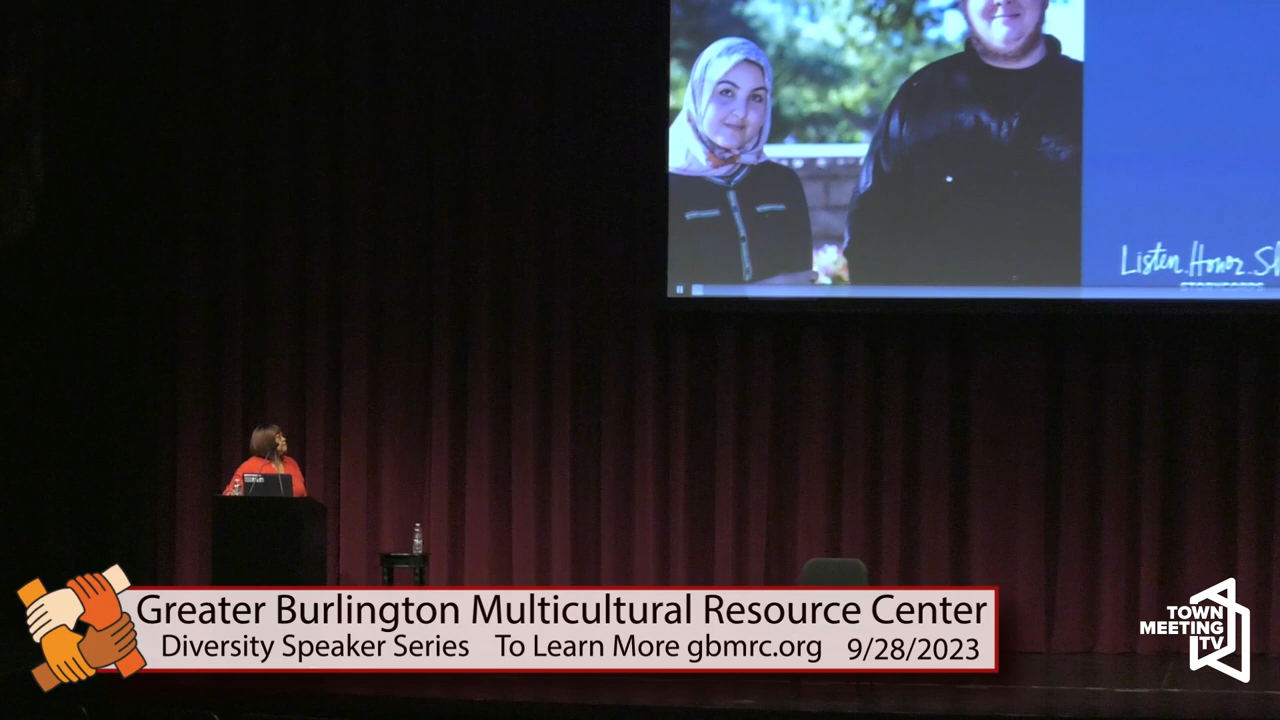 Listen. Honor. Sh
Greater Burlington Multicultural Resource Center
Diversity Speaker Series To Learn More gbmrc.org 9/28/2023
TOWN
MEETING
TV